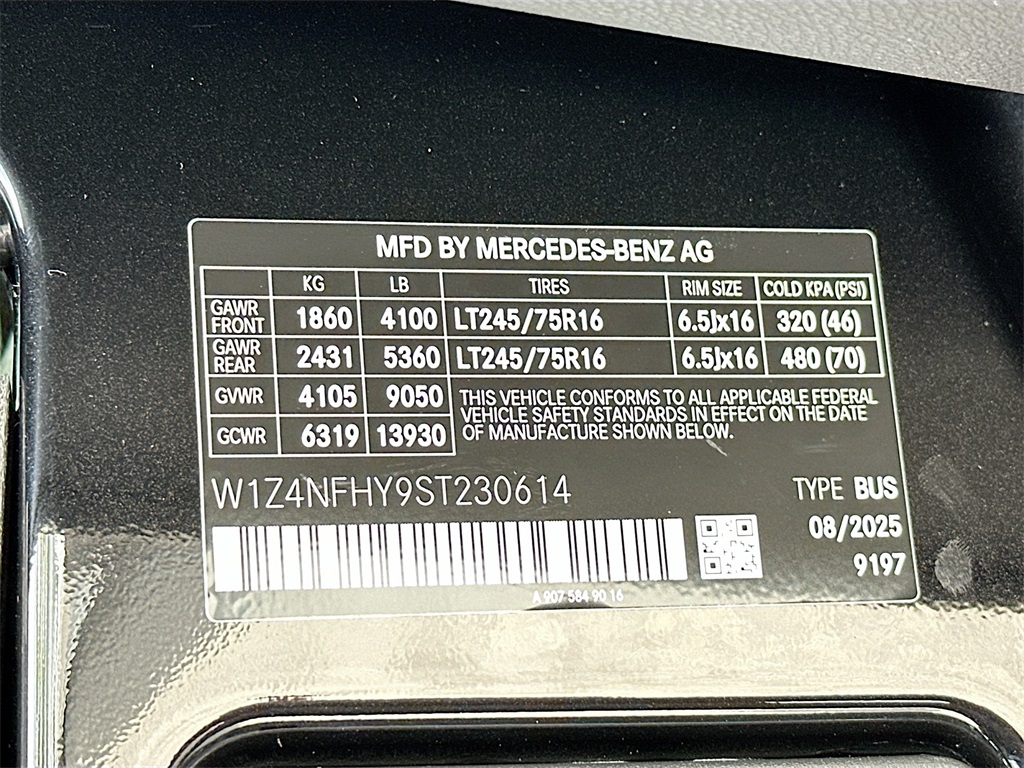 MFD BY MERCEDES-BENZ AG
KG LB TIRES RIM SIZE COLD KPA (PSI)
GAWR FRONT 1860 4100 LT245/75R16 6.5Jx16 320 (46)
GAWR REAR 2431 5360 LT245/75R16 6.5Jx16 480 (70)
GVWR 4105 9050
GCWR 6319 13930
THIS VEHICLE CONFORMS TO ALL APPLICABLE FEDERAL
VEHICLE SAFETY STANDARDS IN EFFECT ON THE DATE
OF MANUFACTURE SHOWN BELOW.
W1Z4NFHY9ST230614
TYPE BUS
08/2025
9197
A 907 584 90 16